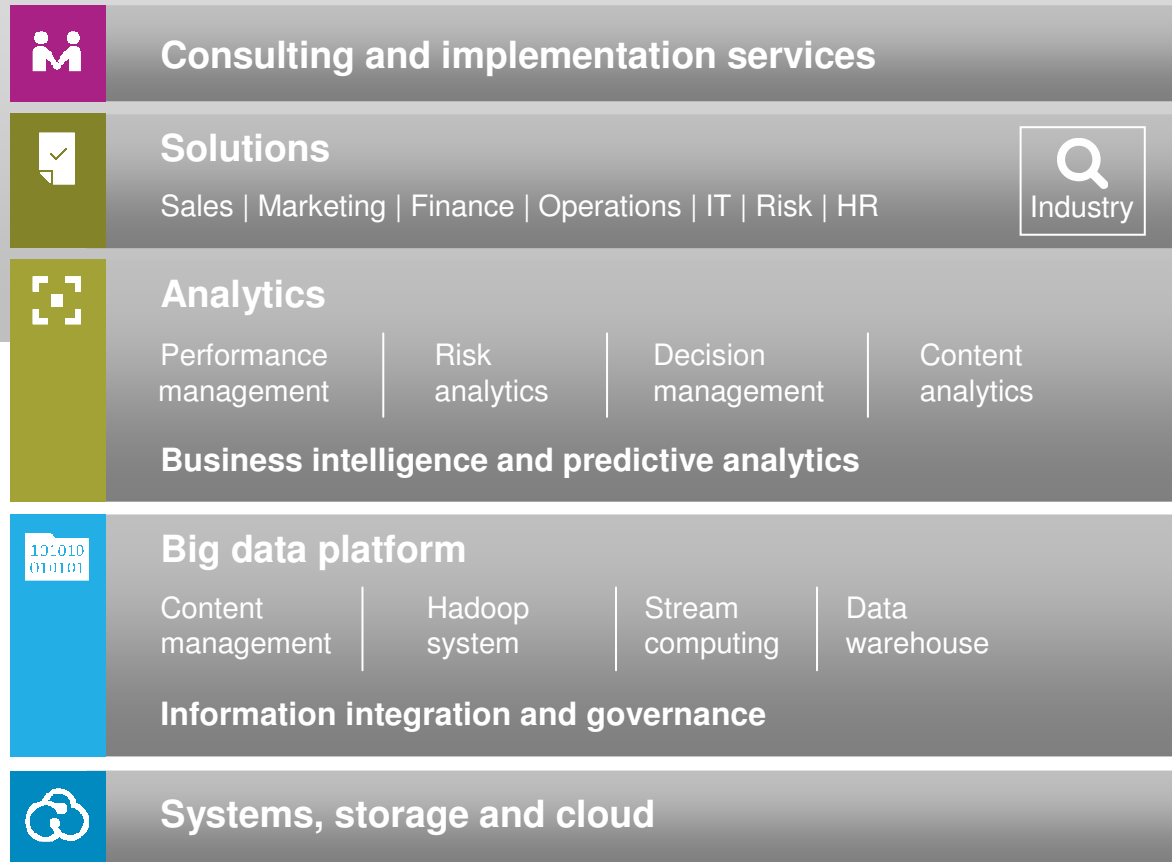 Consulting and implementation services
Solutions
Sales | Marketing | Finance | Operations | IT | Risk | HR
Industry
Analytics
Performance management
Risk analytics
Decision management
Content analytics
Business intelligence and predictive analytics
101010
010101
Big data platform
Content management
Hadoop system
Stream computing
Data warehouse
Information integration and governance
Systems, storage and cloud